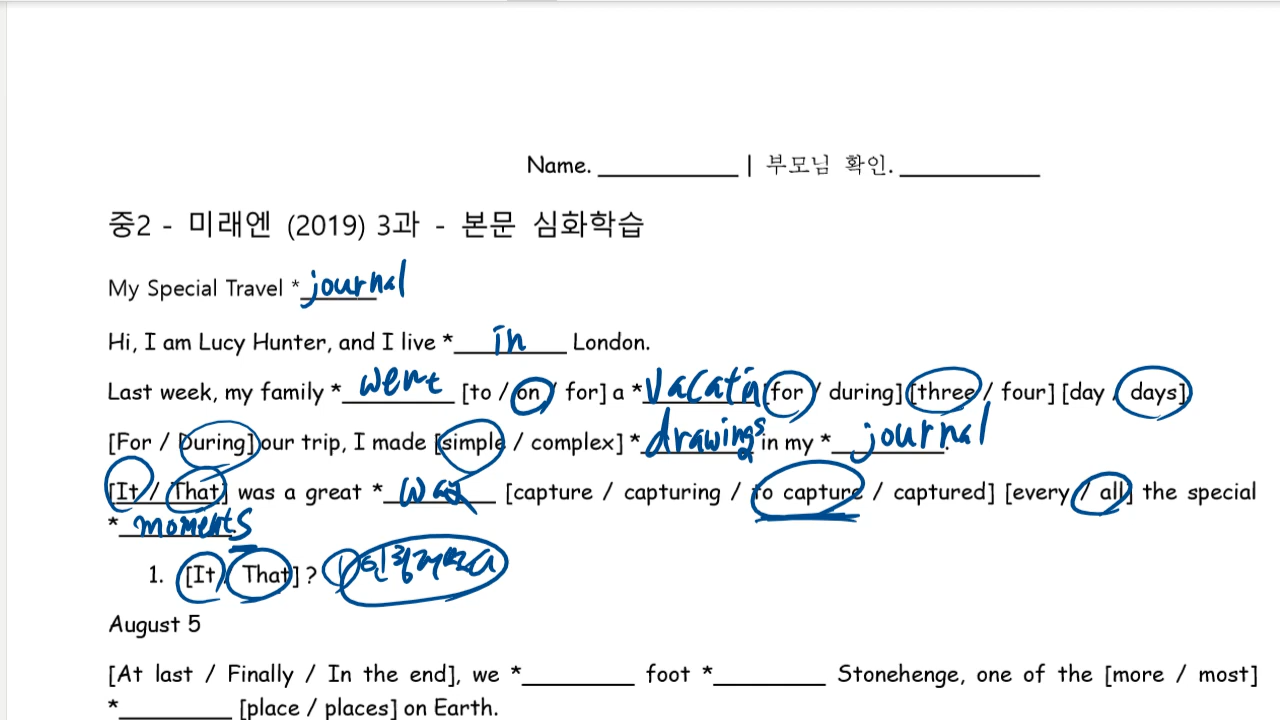 Name. __________ | 부모님 확인. __________
중2 - 미래엔 (2019) 3과 - 본문 심화학습
My Special Travel * journal
Hi, I am Lucy Hunter, and I live * in London.
Last week, my family * went [to / on / for] a * vacatin [for / during] [three / four] [day / days].
[For / During] our trip, I made [simple / complex] * drawings in my * journal.
[It / That] was a great * way [capture / capturing / to capture / captured] [every / all] the special
* moments.
1. [It / That] ?
August 5
[At last / Finally / In the end], we *________ foot *________ Stonehenge, one of the [more / most]
*________ [place / places] on Earth.